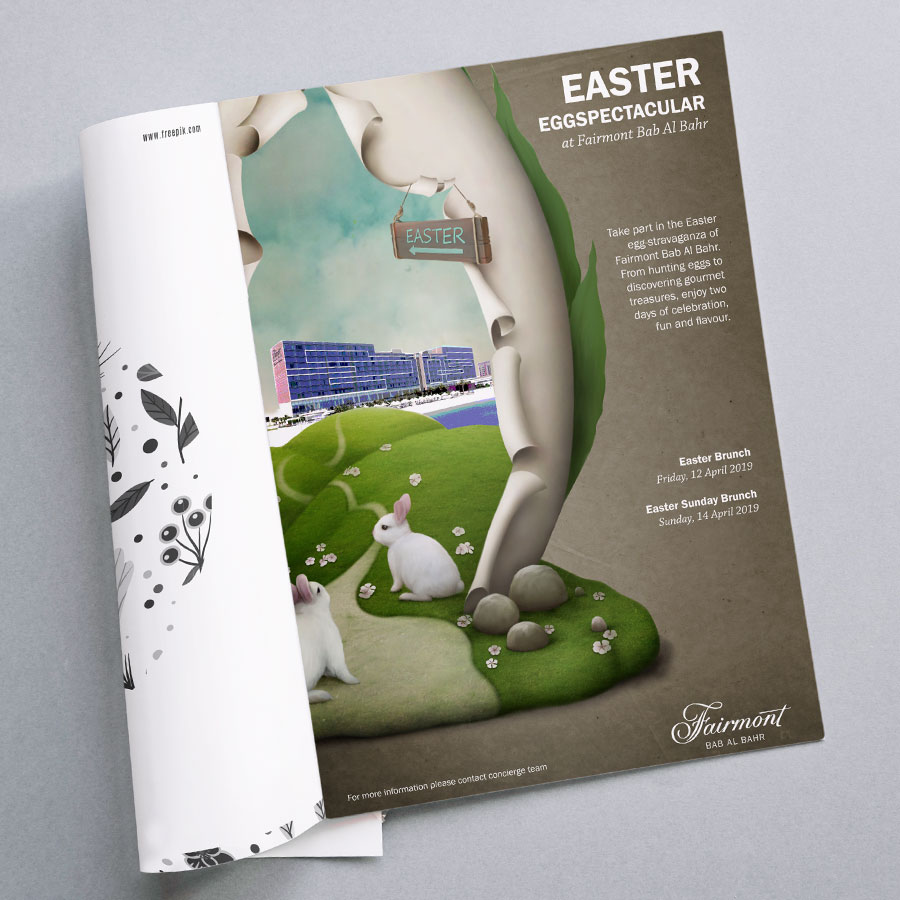 www.freepik.com
EASTER
EGGSPECTACULAR
at Fairmont Bab Al Bahr
EASTER
Take part in the Easter
egg-stravaganza of
Fairmont Bab Al Bahr.
From hunting eggs to
discovering gourmet
treasures, enjoy two
days of celebration,
fun and flavour.
Easter Brunch
Friday, 12 April 2019
Easter Sunday Brunch
Sunday, 14 April 2019
Fairmont
BAB AL BAHR
For more information please contact concierge team